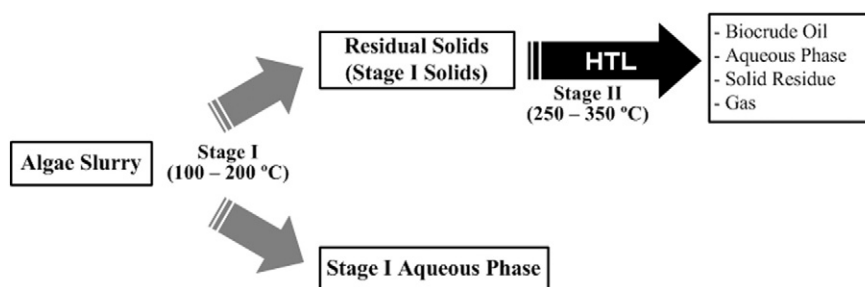 Algae Slurry
Stage I
(100 – 200 ºC)
Residual Solids
(Stage I Solids)
HTL
Stage II
(250 – 350 ºC)
- Biocrude Oil
- Aqueous Phase
- Solid Residue
- Gas
Stage I Aqueous Phase